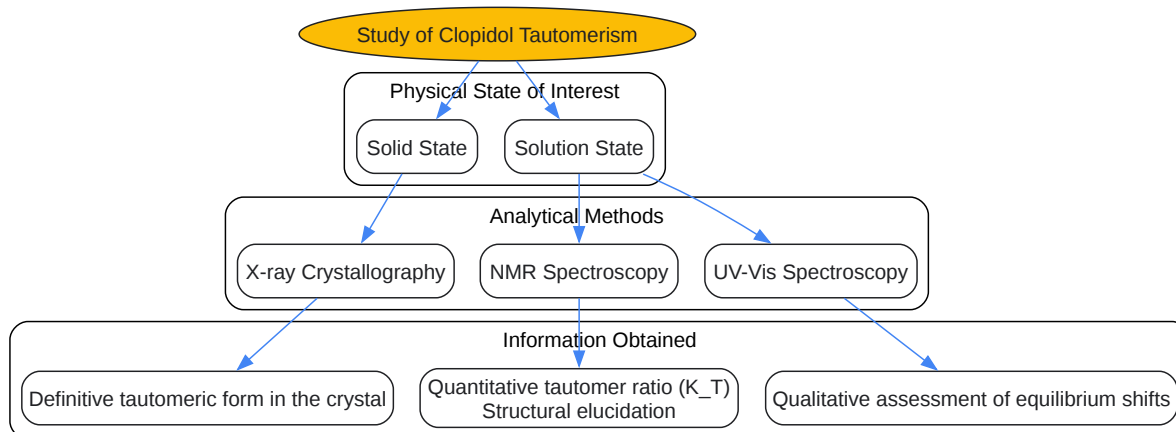 Study of Clopidol Tautomerism
Physical State of Interest
Solid State
Solution State
Analytical Methods
X-ray Crystallography
NMR Spectroscopy
UV-Vis Spectroscopy
Information Obtained
Definitive tautomeric form in the crystal
Quantitative tautomer ratio (K_T)
Structural elucidation
Qualitative assessment of equilibrium shifts